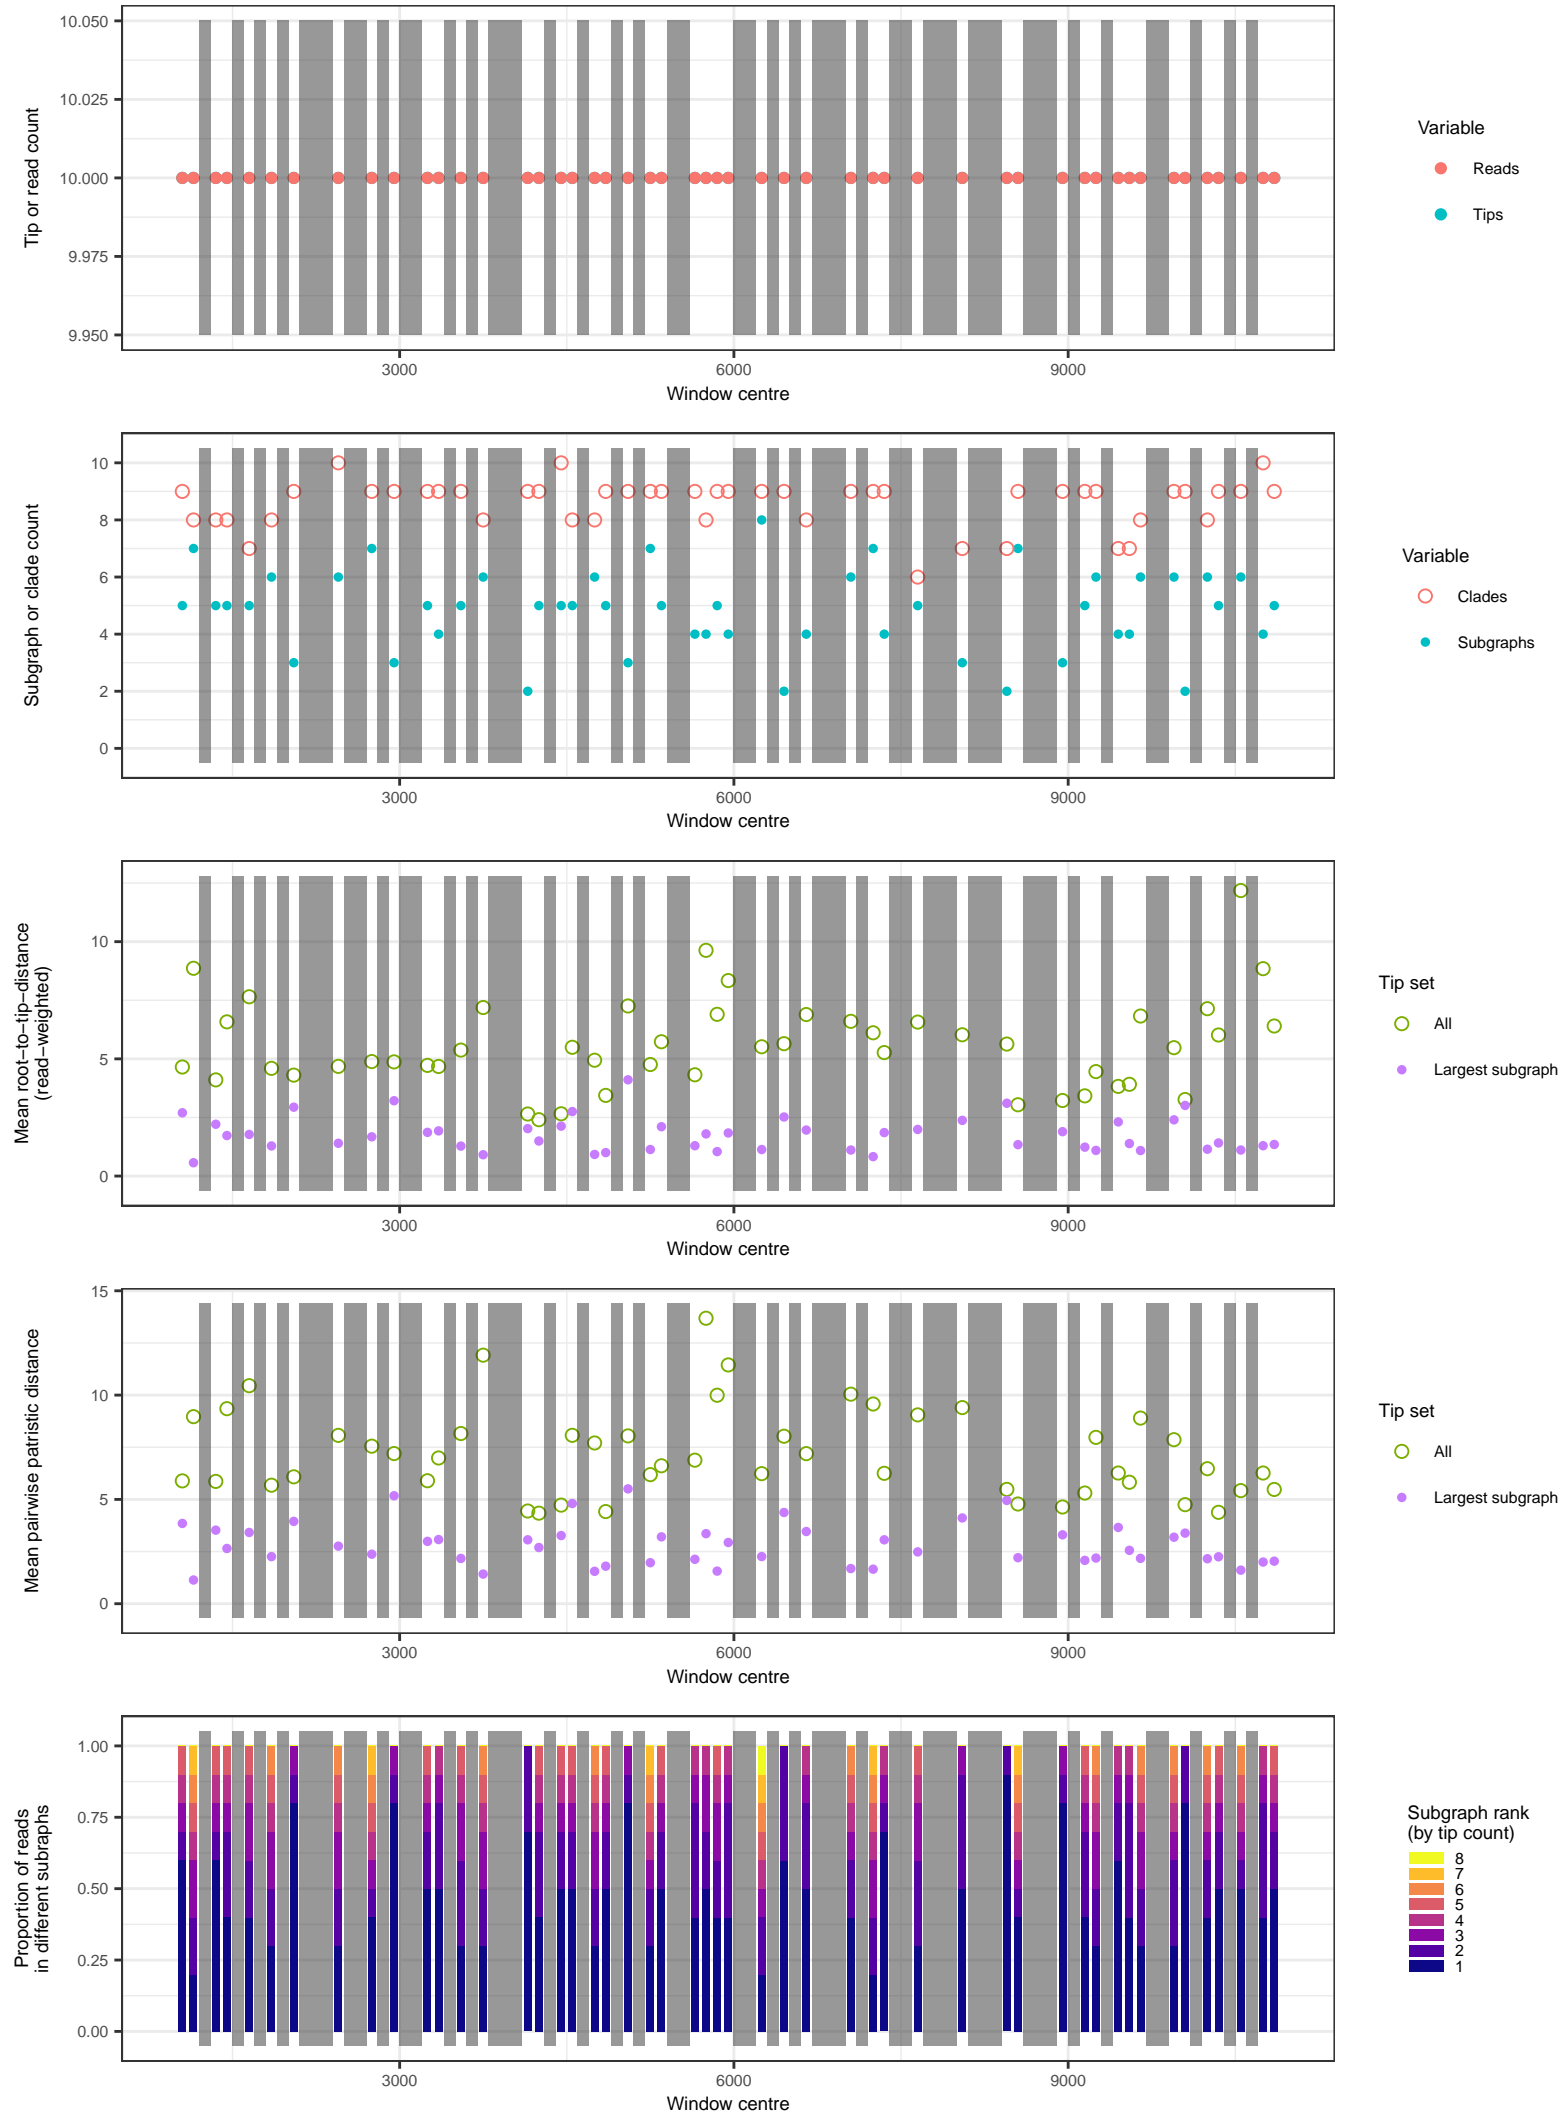 10.050
10.025
10.000
9.975
9.950
Tip or read count
3000
6000
9000
Window centre
Variable
Reads
Tips
10
8
6
4
2
0
Subgraph or clade count
3000
6000
9000
Window centre
Variable
Clades
Subgraphs
10
5
0
Mean root−to−tip−distance
(read−weighted)
3000
6000
9000
Window centre
Tip set
All
Largest subgraph
15
10
5
0
Mean pairwise patristic distance
3000
6000
9000
Window centre
Tip set
All
Largest subgraph
1.00
0.75
0.50
0.25
0.00
Proportion of reads
in different subraphs
3000
6000
9000
Window centre
Subgraph rank
(by tip count)
8
7
6
5
4
3
2
1